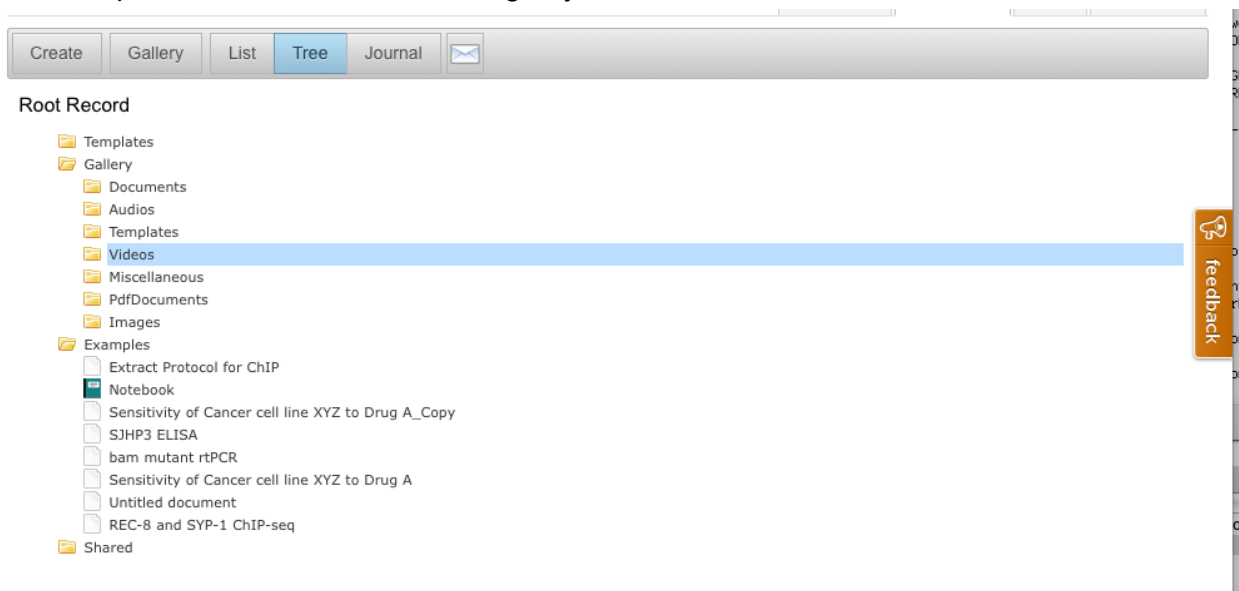 Create Gallery List Tree Journal
Root Record
Templates
Gallery
Documents
Audios
Templates
Videos
Miscellaneous
PdfDocuments
Images
Examples
Extract Protocol for ChIP
Notebook
Sensitivity of Cancer cell line XYZ to Drug A_Copy
SJHP3 ELISA
bam mutant rtPCR
Sensitivity of Cancer cell line XYZ to Drug A
Untitled document
REC-8 and SYP-1 ChIP-seq
Shared
feedback